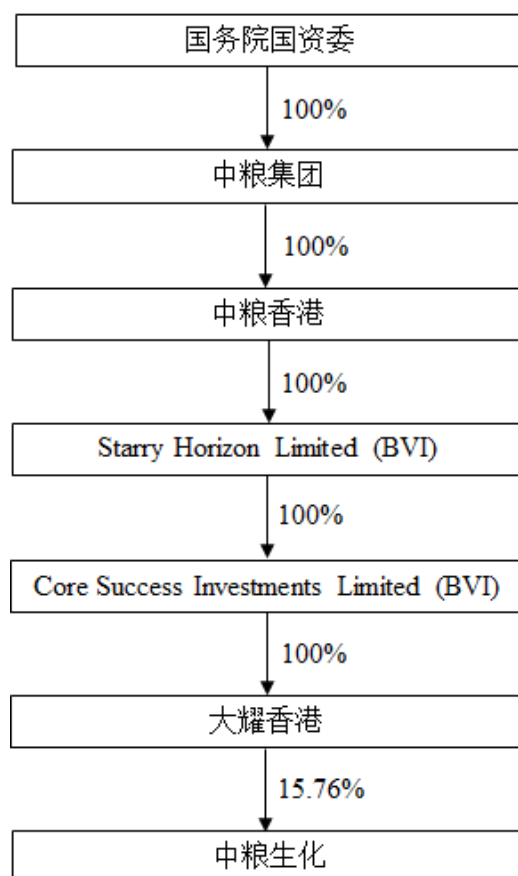 国务院国资委
100%
中粮集团
100%
中粮香港
100%
Starry Horizon Limited (BVI)
100%
Core Success Investments Limited (BVI)
100%
大耀香港
15.76%
中粮生化